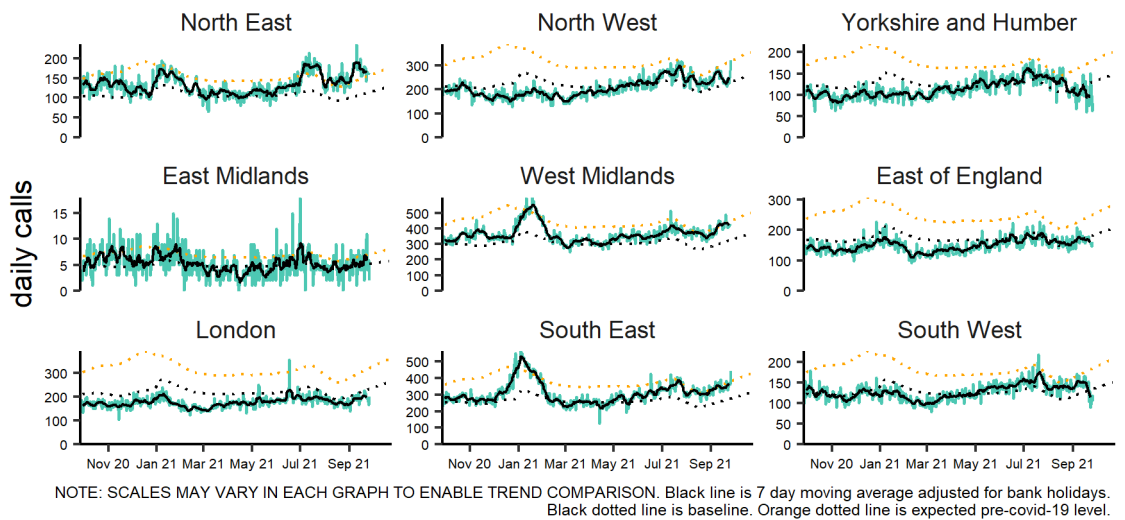 North East
North West
Yorkshire and Humber
200
150
100
50
0
300
200
100
0
200
150
100
50
0
East Midlands
West Midlands
East of England
daily calls
15
10
5
0
500
400
300
200
100
0
300
200
100
0
London
South East
South West
300
200
100
0
500
400
300
200
100
0
200
150
100
50
0
Nov 20 Jan 21 Mar 21 May 21 Jul 21 Sep 21
Nov 20 Jan 21 Mar 21 May 21 Jul 21 Sep 21
Nov 20 Jan 21 Mar 21 May 21 Jul 21 Sep 21
NOTE: SCALES MAY VARY IN EACH GRAPH TO ENABLE TREND COMPARISON. Black line is 7 day moving average adjusted for bank holidays.
Black dotted line is baseline. Orange dotted line is expected pre-covid-19 level.